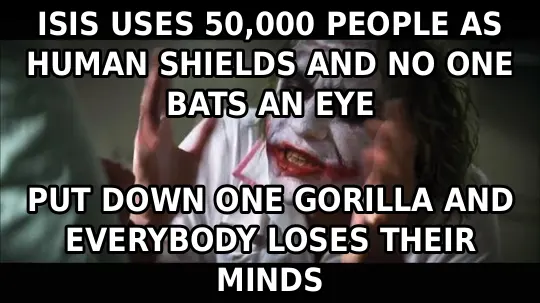 ISIS USES 50,000 PEOPLE AS
HUMAN SHIELDS AND NO ONE
BATS AN EYE
PUT DOWN ONE GORILLA AND
EVERYBODY LOSES THEIR
MINDS